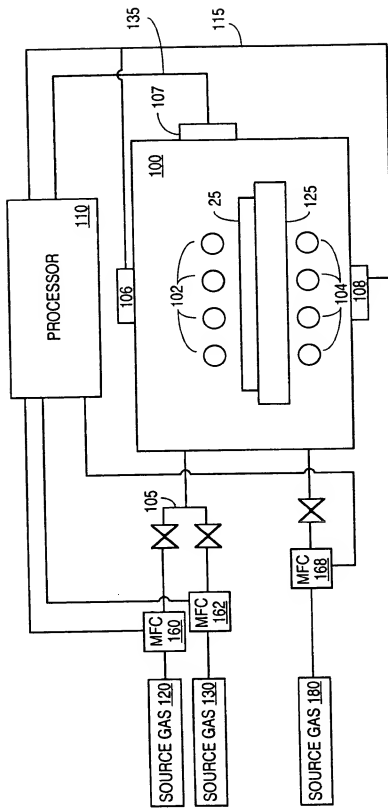 115
135
PROCESSOR
110
107
100
106
25
125
102
104
108
105
MFC
160
MFC
162
MFC
168
SOURCE GAS 120
SOURCE GAS 130
SOURCE GAS 180